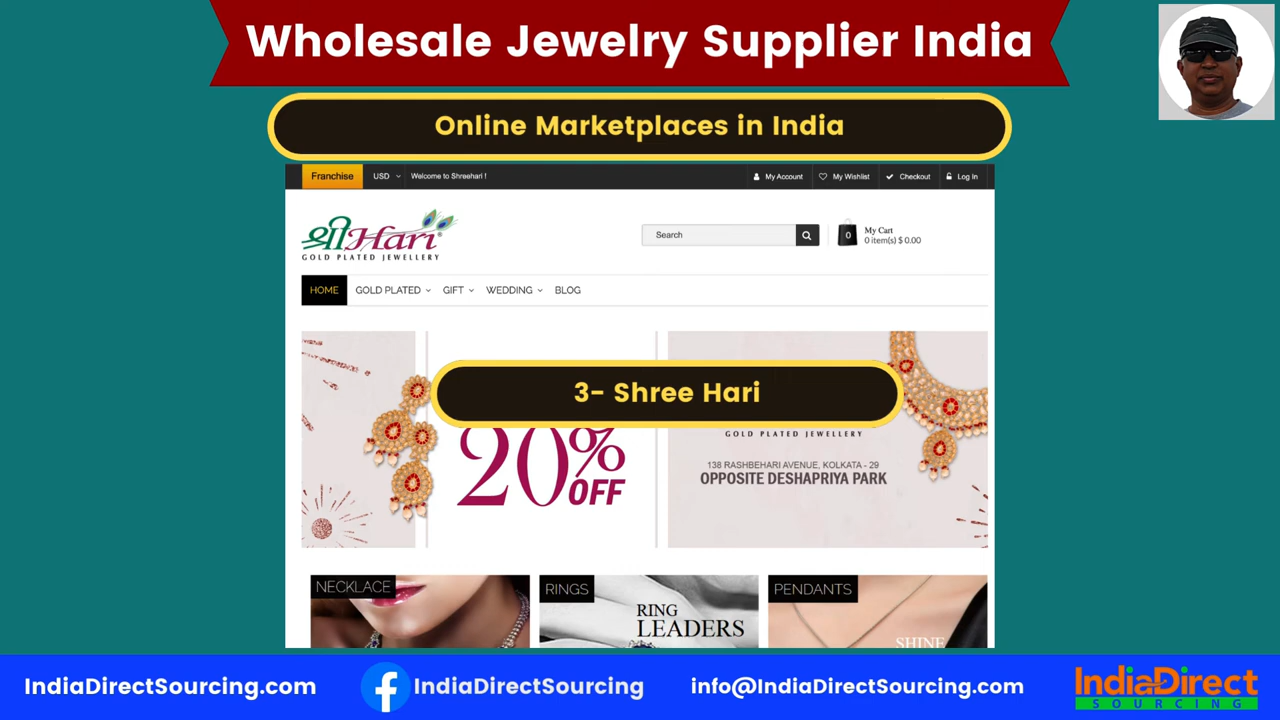 Wholesale Jewelry Supplier India
Online Marketplaces in India
Franchise USD Welcome to Shreehari ! My Account My Wishlist Checkout Log In
श्रीHari®
GOLD PLATED JEWELLERY
Search
0
My Cart
0 item(s) $ 0.00
HOME GOLD PLATED GIFT WEDDING BLOG
3- Shree Hari
20% OFF
GOLD PLATED JEWELLERY
138 RASHBEHARI AVENUE, KOLKATA - 29
OPPOSITE DESHAPRIYA PARK
NECKLACE
RINGS
RING
LEADERS
PENDANTS
SHINE
IndiaDirectSourcing.com
IndiaDirectSourcing
info@IndiaDirectSourcing.com
IndiaDirect
SOURCING